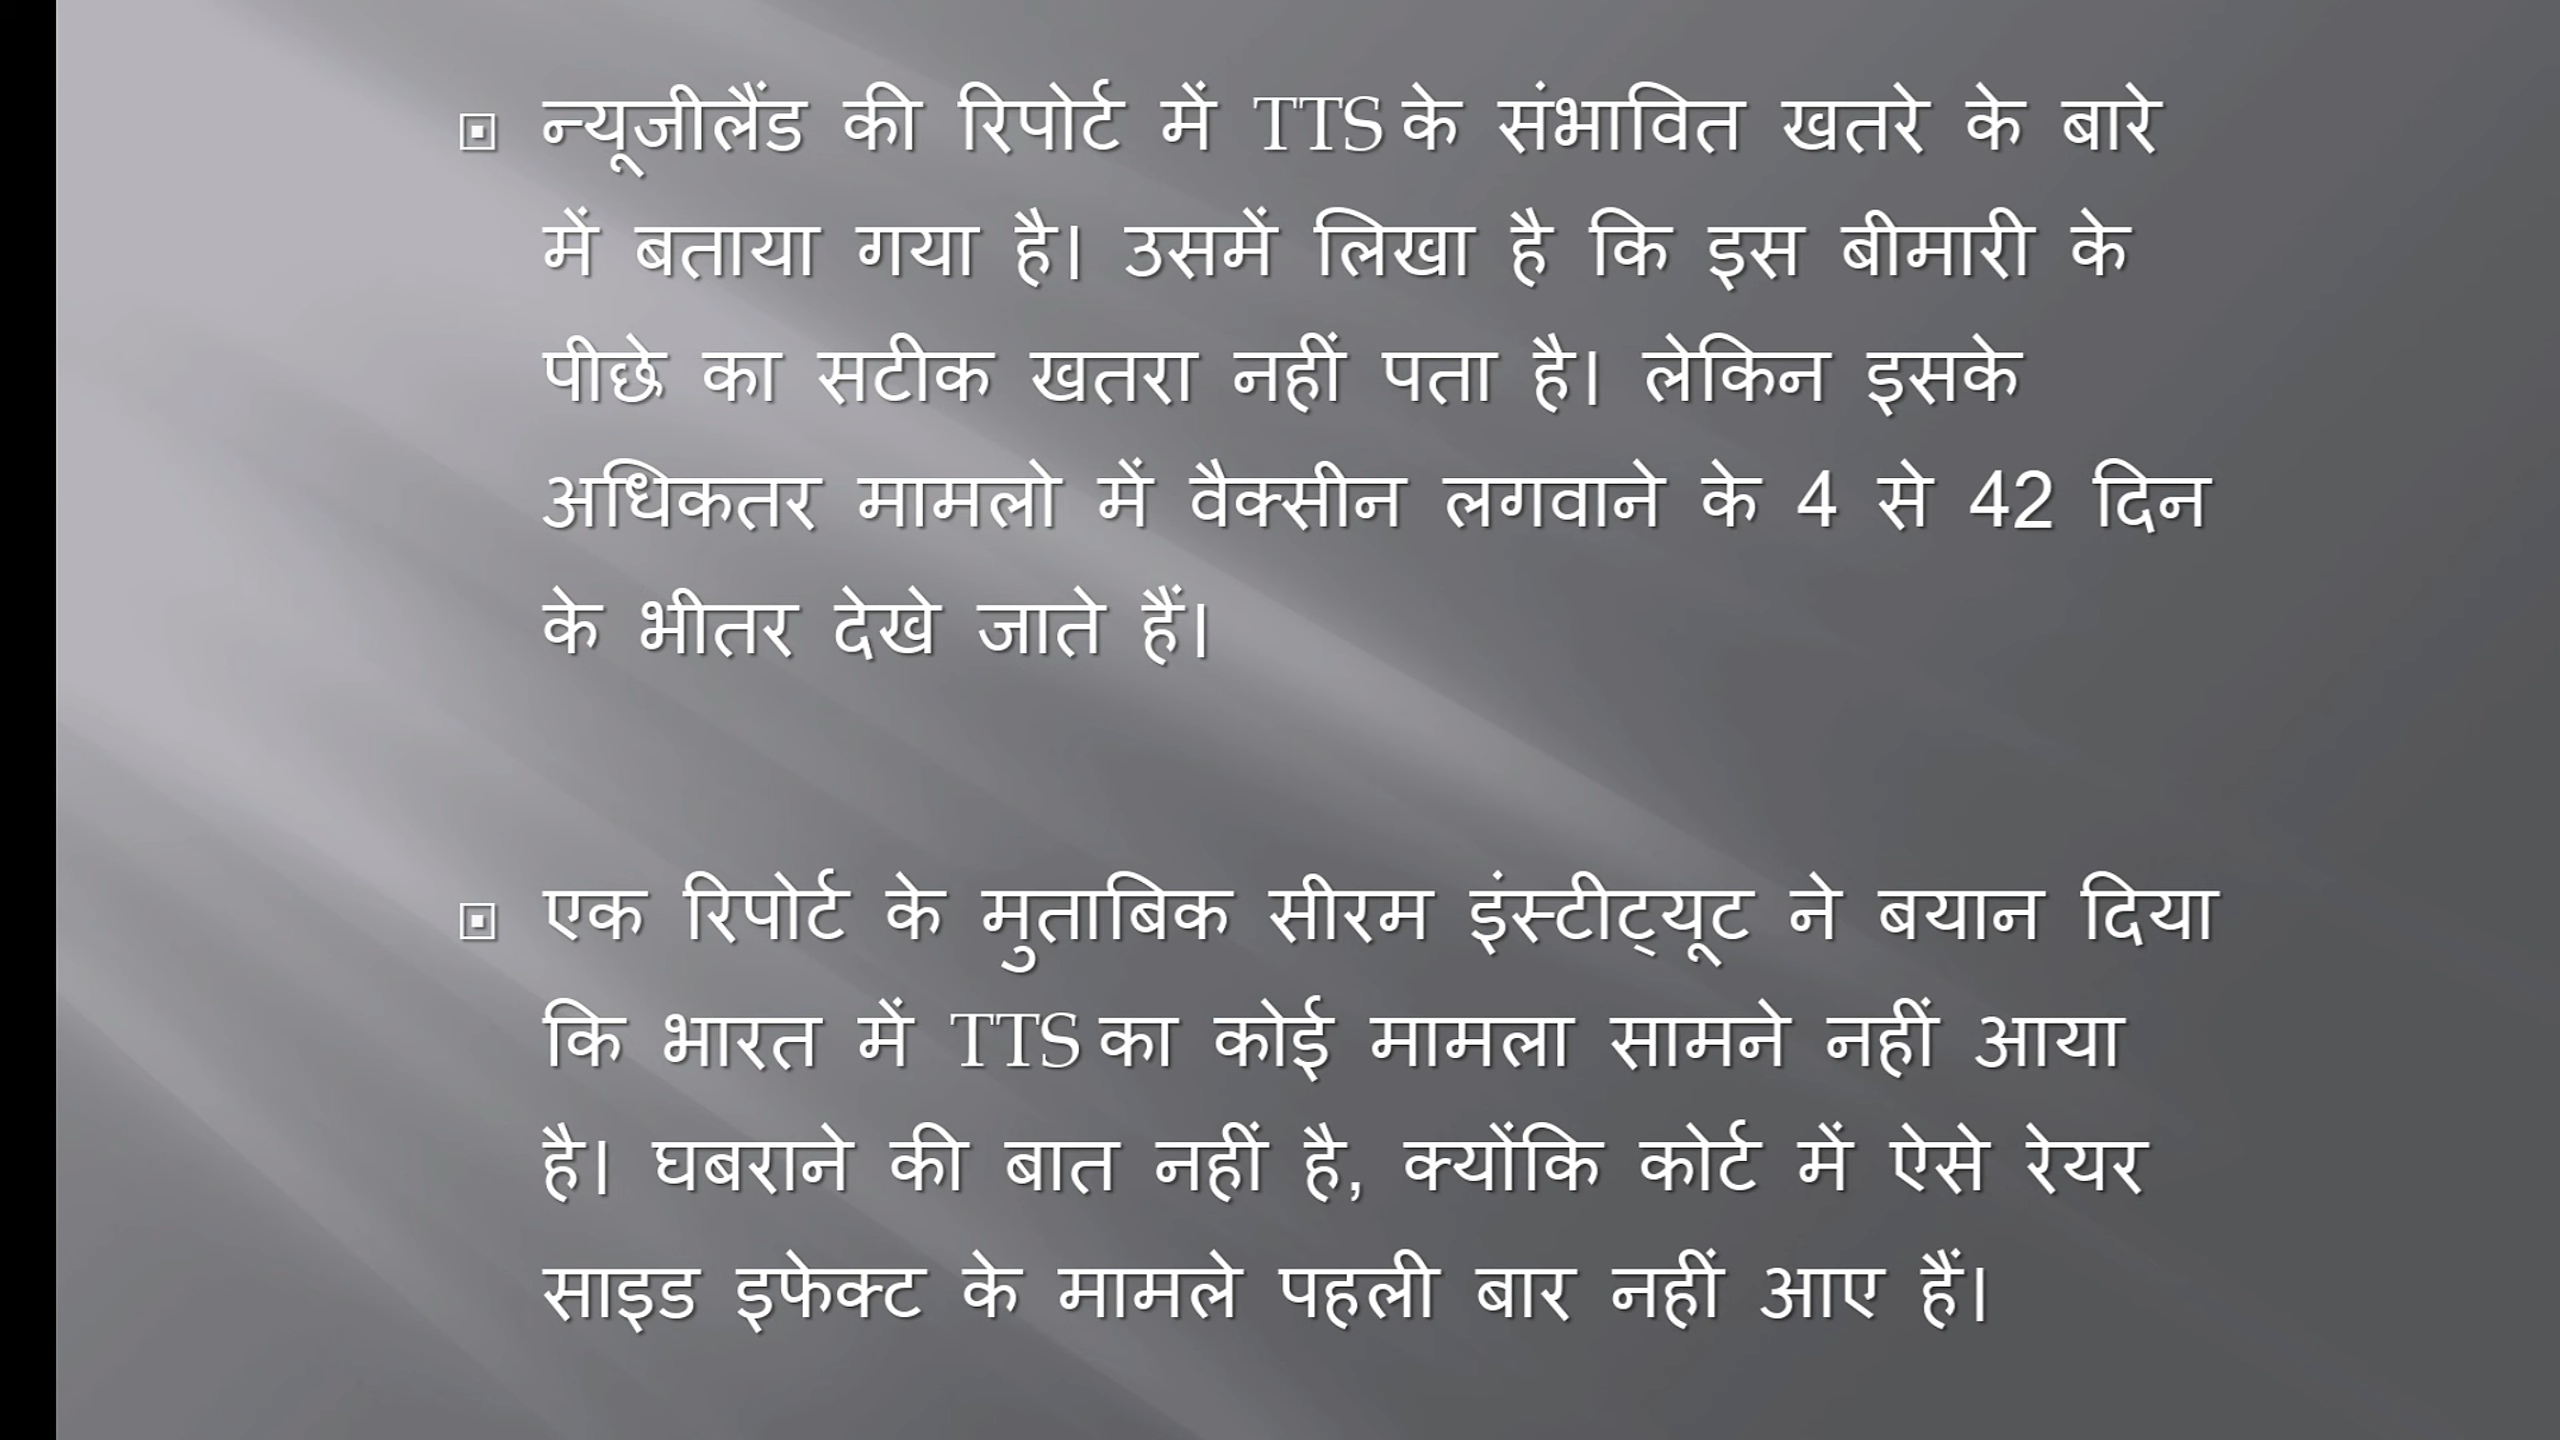 न्यूजीलैंड की रिपोर्ट में TTS के संभावित खतरे के बारे
में बताया गया है। उसमें लिखा है कि इस बीमारी के
पीछे का सटीक खतरा नहीं पता है। लेकिन इसके
अधिकतर मामलो में वैक्सीन लगवाने के 4 से 42 दिन
के भीतर देखे जाते हैं।
एक रिपोर्ट के मुताबिक सीरम इंस्टीट्यूट ने बयान दिया
कि भारत में TTS का कोई मामला सामने नहीं आया
है। घबराने की बात नहीं है, क्योंकि कोर्ट में ऐसे रेयर
साइड इफेक्ट के मामले पहली बार नहीं आए हैं।